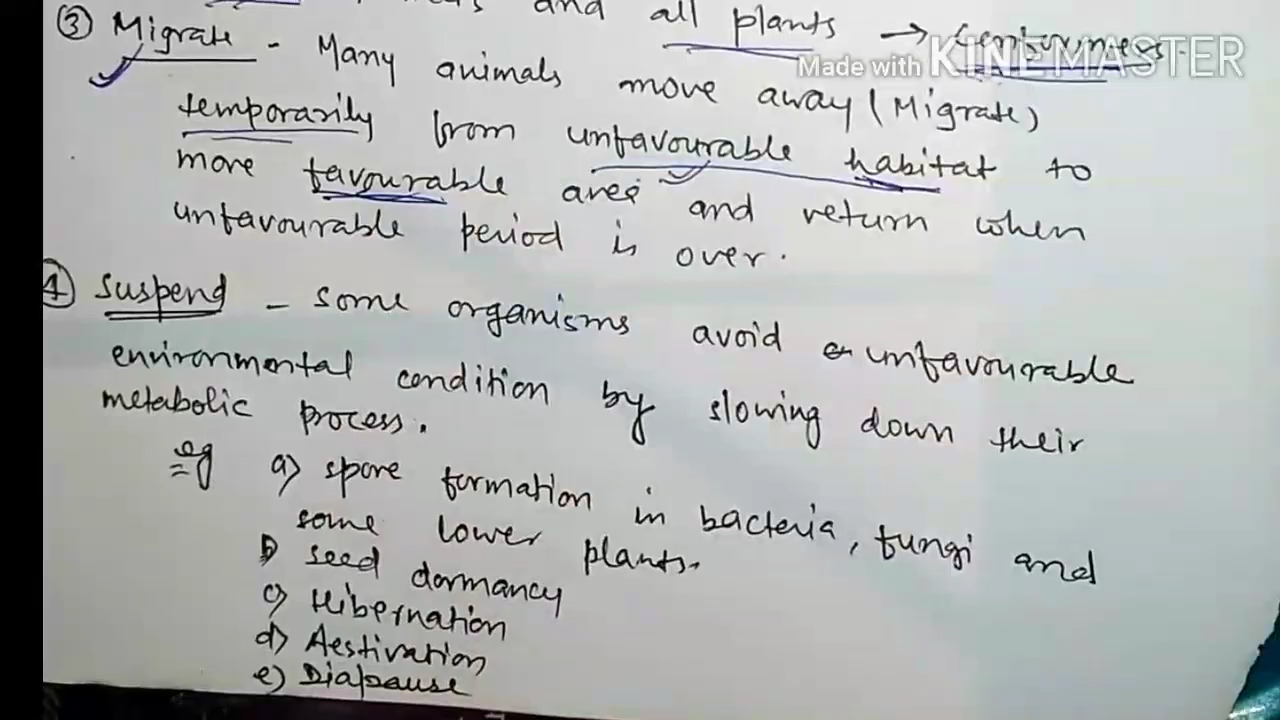 and all plants →
Made with KINEMASTER
③ Migrate - Many animals move away (Migrate)
temporarily from unfavourable habitat to
more favourable area and return when
unfavourable period is over.
④ Suspend - some organisms avoid unfavourable
environmental condition by slowing down their
metabolic process.
eg a) spore formation in bacteria, fungi and
some lower plants.
b) seed dormancy
c) Hibernation
d) Aestivation
e) Diapause